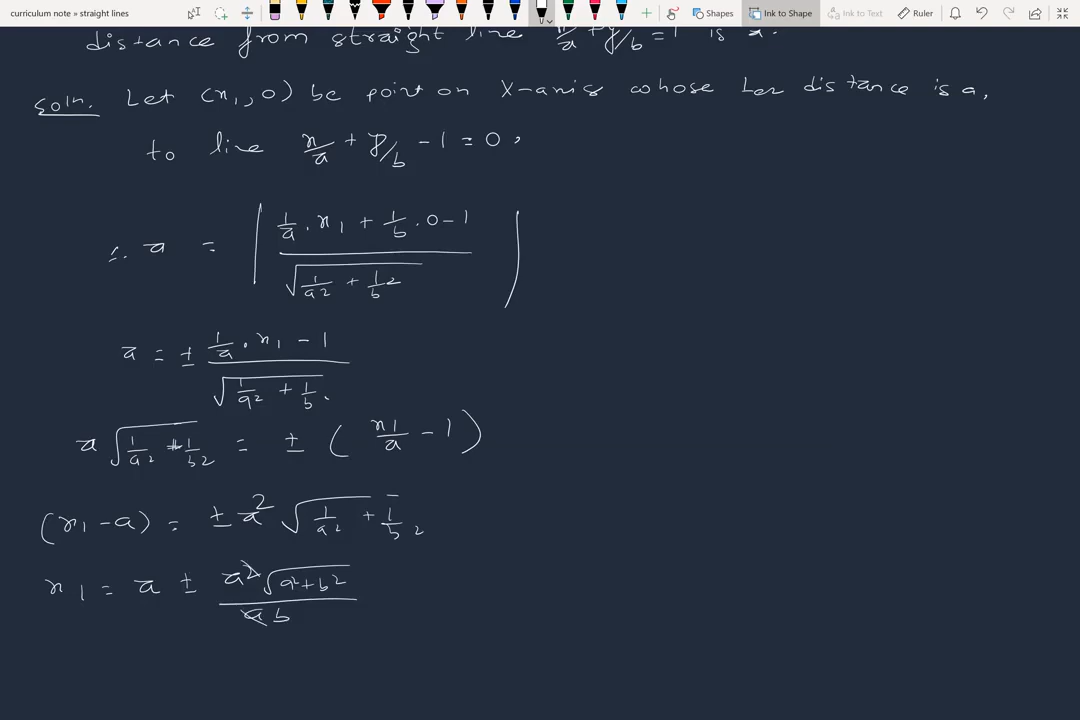 curriculum note » straight lines
Shapes Ink to Shape Ink to Text Ruler
distance from straight line x/a + y/b = 1 is a.
Soln. Let (x1, 0) be point on X-axis whose Ler distance is a,
to line x/a + y/b - 1 = 0,
∴ a = | (1/a . x1 + 1/b . 0 - 1) / √(1/a² + 1/b²) |
a = ± (1/a . x1 - 1) / √(1/a² + 1/b.)
a √(1/a² + 1/b²) = ± (x1/a - 1)
(x1 - a) = ± a² √(1/a² + 1/b²)
x1 = a ± a² √(a² + b²) / ab